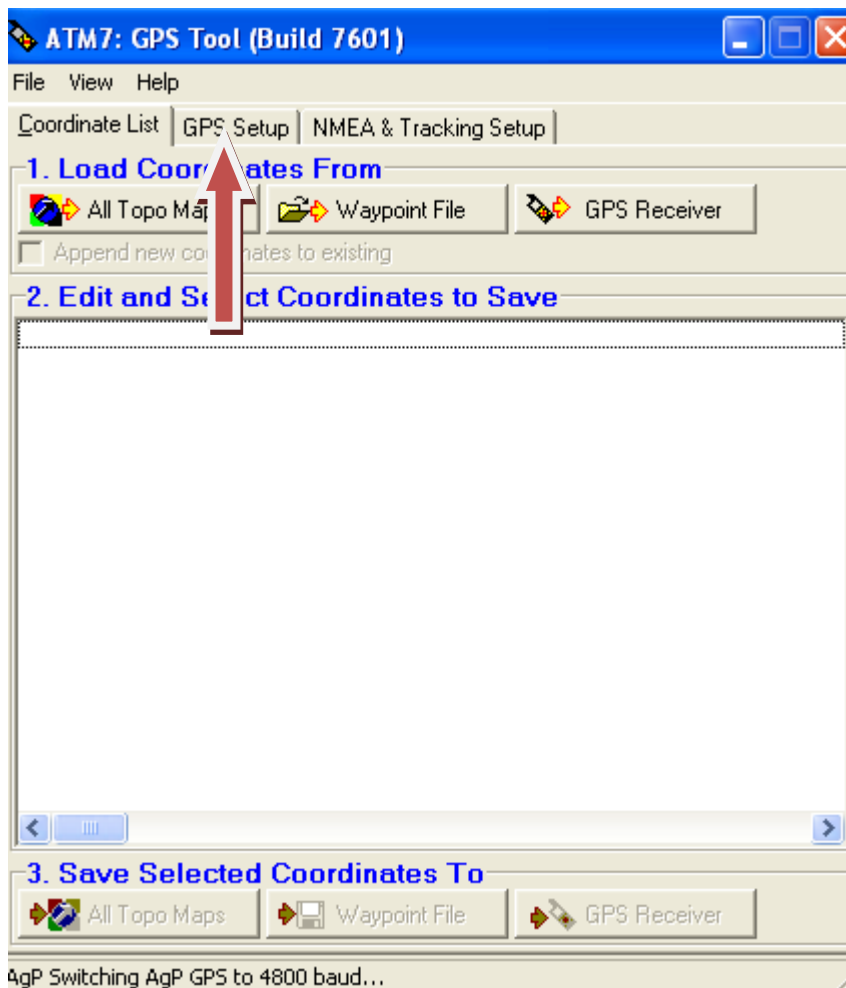 ATM7: GPS Tool (Build 7601)
File View Help
Coordinate List GPS Setup NMEA & Tracking Setup
1. Load Coordinates From
All Topo Maps Waypoint File GPS Receiver
Append new coordinates to existing
2. Edit and Select Coordinates to Save
3. Save Selected Coordinates To
All Topo Maps Waypoint File GPS Receiver
AgP Switching AgP GPS to 4800 baud...